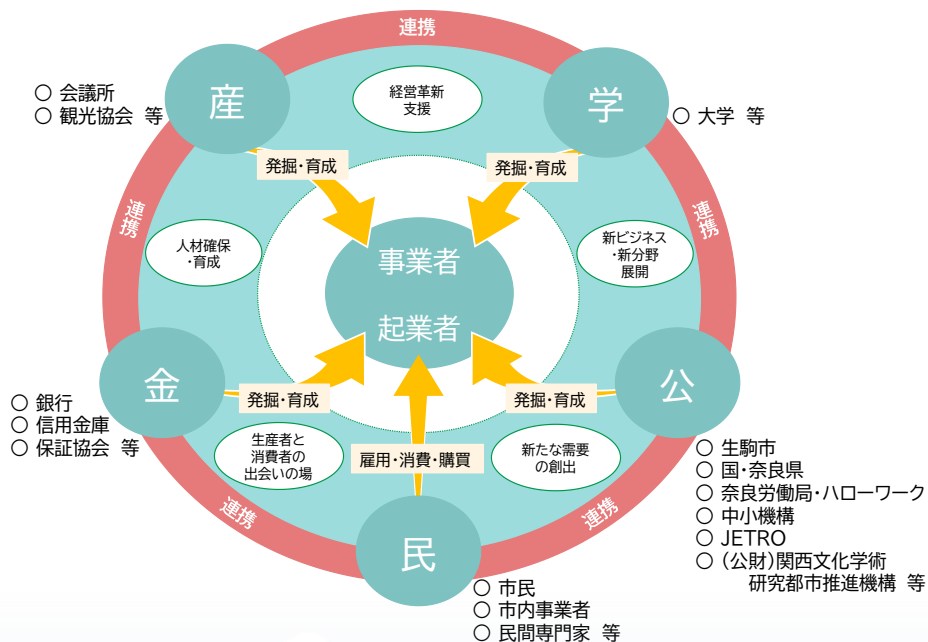 連携
産
学
○ 会議所
○ 観光協会 等
経営革新
支援
○ 大学 等
発掘・育成
発掘・育成
連携
連携
人材確保
・育成
事業者
起業者
新ビジネス
・新分野
展開
金
公
発掘・育成
発掘・育成
○ 銀行
○ 信用金庫
○ 保証協会 等
生産者と
消費者の
出会いの場
雇用・消費・購買
新たな需要
の創出
○ 生駒市
○ 国・奈良県
○ 奈良労働局・ハローワーク
○ 中小機構
○ JETRO
○ (公財)関西文化学術
研究都市推進機構 等
連携
連携
民
○ 市民
○ 市内事業者
○ 民間専門家 等